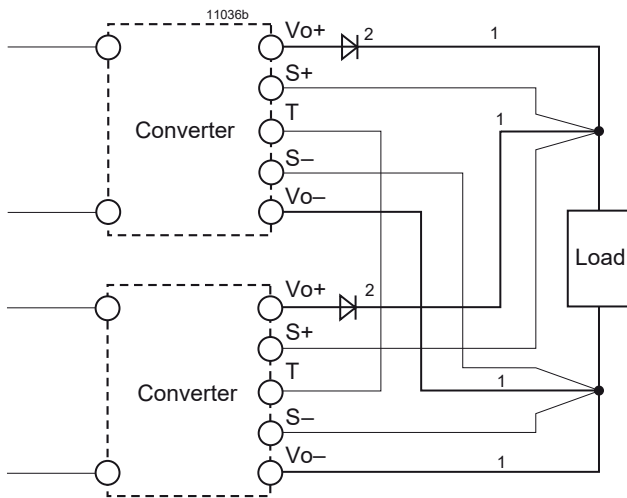 11036b
Vo+
2
1
S+
T
1
Converter
S–
Vo–
Load
Vo+
2
S+
T
1
Converter
S–
Vo–
1